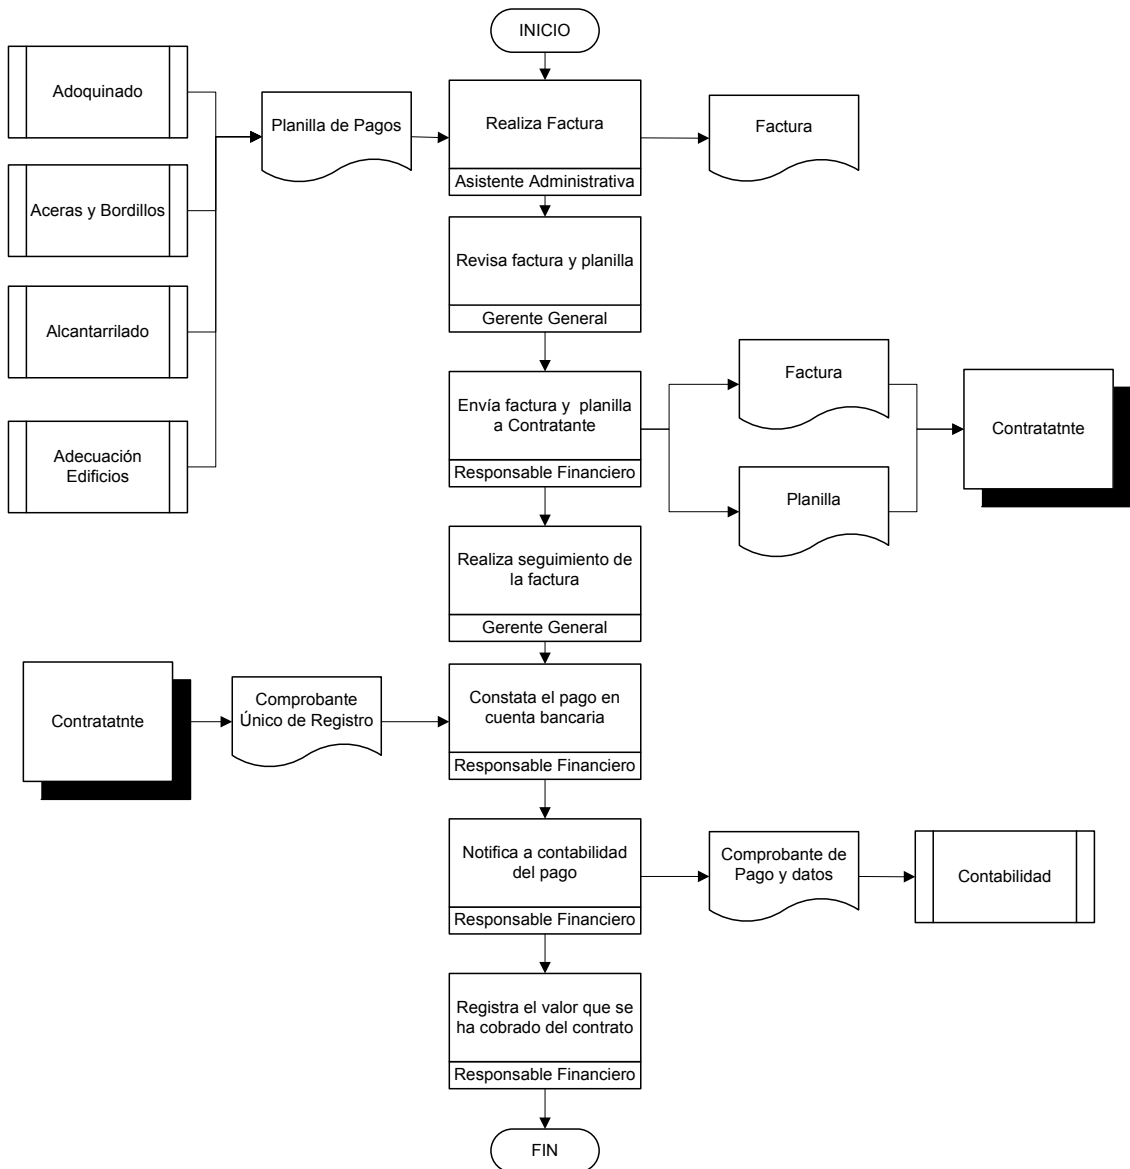 INICIO
Adoquinado
Planilla de Pagos
Realiza Factura
Factura
Asistente Administrativa
Aceras y Bordillos
Revisa factura y planilla
Gerente General
Alcantarrilado
Factura
Envía factura y planilla
a Contratante
Contratatnte
Responsable Financiero
Adecuación
Edificios
Planilla
Realiza seguimiento de
la factura
Gerente General
Contratatnte
Comprobante
Único de Registro
Constata el pago en
cuenta bancaria
Responsable Financiero
Notifica a contabilidad
del pago
Comprobante de
Pago y datos
Contabilidad
Responsable Financiero
Registra el valor que se
ha cobrado del contrato
Responsable Financiero
FIN